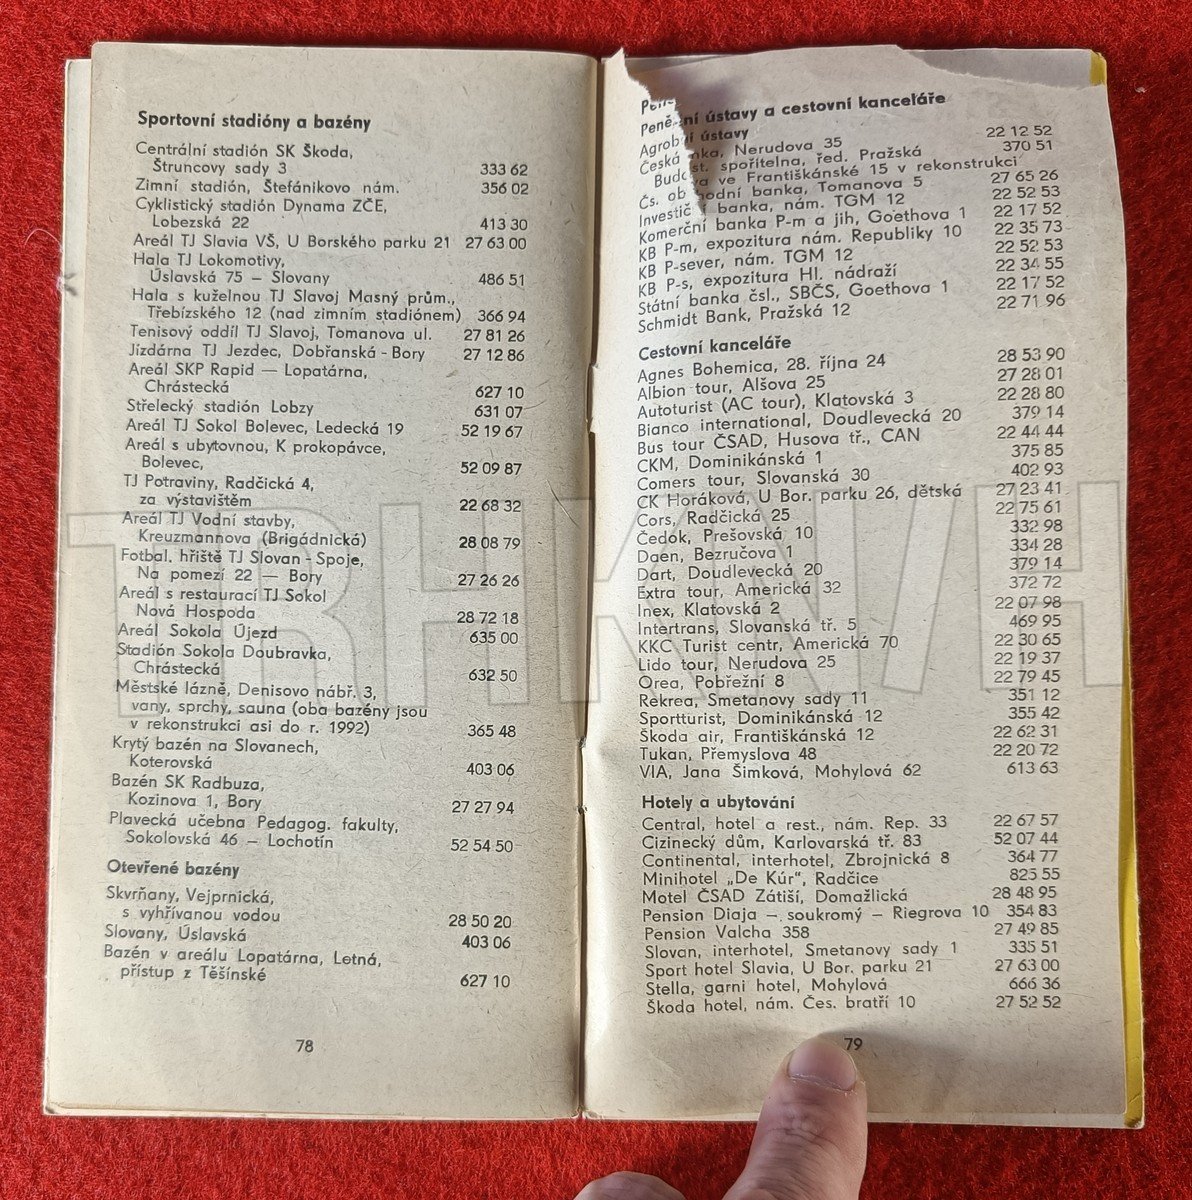 Sportovní stadióny a bazény
Centrální stadión SK Škoda,
Štruncovy sady 3 333 62
Zimní stadión, Štefánikovo nám. 356 02
Cyklistický stadión Dynama ZČE,
Lobezská 22 413 30
Areál TJ Slavia VŠ, U Borského parku 21 27 63 00
Hala TJ Lokomotivy,
Úslavská 75 — Slovany 486 51
Hala s kuželnou TJ Slavoj Masný prům.,
Třebízského 12 (nad zimním stadiónem) 366 94
Tenisový oddíl TJ Slavoj, Tomanova ul. 27 81 26
Jízdárna TJ Jezdec, Dobřanská - Bory 27 12 86
Areál SKP Rapid — Lopatárna,
Chrástecká 627 10
Střelecký stadión Lobzy 631 07
Areál TJ Sokol Bolevec, Ledecká 19 52 19 67
Areál s ubytovnou, K prokopávce,
Bolevec, 52 09 87
TJ Potraviny, Radčická 4,
za výstavištěm 22 68 32
Areál TJ Vodní stavby,
Kreuzmannova (Brigádnická) 28 08 79
Fotbal. hřiště TJ Slovan - Spoje,
Na pomezí 22 — Bory 27 26 26
Areál s restaurací TJ Sokol
Nová Hospoda 28 72 18
Areál Sokola Újezd 635 00
Stadión Sokola Doubravka,
Chrástecká 632 50
Městské lázně, Denisovo nábř. 3,
vany, sprchy, sauna (oba bazény jsou
v rekonstrukci asi do r. 1992) 365 48
Krytý bazén na Slovanech,
Koterovská 403 06
Bazén SK Radbuza,
Kozinova 1, Bory 27 27 94
Plavecká učebna Pedagog. fakulty,
Sokolovská 46 — Lochotín 52 54 50
Otevřené bazény
Skvrňany, Vejprnická,
s vyhřívanou vodou 28 50 20
Slovany, Úslavská 403 06
Bazén v areálu Lopatárna, Letná,
přístup z Těšínské 627 10
78
Peně ní ústavy a cestovní kanceláře
ústavy
Agrob nka, Nerudova 35 22 12 52
Česká st. spořitelna, řed. Pražská 370 51
Bud va ve Františkánské 15 v rekonstrukci
Čs. ob hodní banka, Tomanova 5 27 65 26
Investič banka, nám. TGM 12 22 52 53
Komerční banka P-m a jih, Goethova 1 22 17 52
KB P-m, expozitura nám. Republiky 10 22 35 73
KB P-sever, nám. TGM 12 22 52 53
KB P-s, expozitura Hl. nádraží 22 34 55
Státní banka čsl., SBČS, Goethova 1 22 17 52
Schmidt Bank, Pražská 12 22 71 96
Cestovní kanceláře
Agnes Bohemica, 28. října 24 28 53 90
Albion tour, Alšova 25 27 28 01
Autoturist (AC tour), Klatovská 3 22 28 80
Bianco international, Doudlevecká 20 379 14
Bus tour ČSAD, Husova tř., CAN 22 44 44
CKM, Dominikánská 1 375 85
Comers tour, Slovanská 30 402 93
CK Horáková, U Bor. parku 26, dětská 27 23 41
Cors, Radčická 25 22 75 61
Čedok, Prešovská 10 332 98
Daen, Bezručova 1 334 28
Dart, Doudlevecká 20 379 14
Extra tour, Americká 32 372 72
Inex, Klatovská 2 22 07 98
Intertrans, Slovanská tř. 5 469 95
KKC Turist centr, Americká 70 22 30 65
Lido tour, Nerudova 25 22 19 37
Orea, Pobřežní 8 22 79 45
Rekrea, Smetanovy sady 11 351 12
Sportturist, Dominikánská 12 355 42
Škoda air, Františkánská 12 22 62 31
Tukan, Přemyslova 48 22 20 72
VIA, Jana Šimková, Mohylová 62 613 63
Hotely a ubytování
Central, hotel a rest., nám. Rep. 33 22 67 57
Cizinecký dům, Karlovarská tř. 83 52 07 44
Continental, interhotel, Zbrojnická 8 364 77
Minihotel „De Kúr“, Radčice 825 55
Motel ČSAD Zátiší, Domažlická 28 48 95
Pension Diaja — soukromý — Riegrova 10 354 83
Pension Valcha 358 27 49 85
Slovan, interhotel, Smetanovy sady 1 335 51
Sport hotel Slavia, U Bor. parku 21 27 63 00
Stella, garni hotel, Mohylová 666 36
Škoda hotel, nám. Čes. bratří 10 27 52 52
79